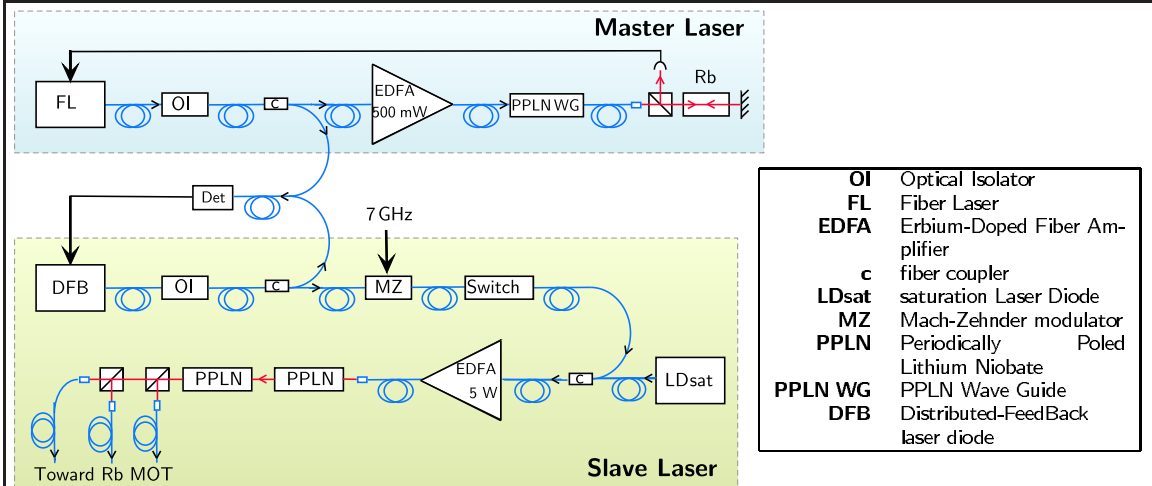 Master Laser
Rb
FL
OI
c
EDFA
500 mW
PPLN WG
Det
7 GHz
DFB
OI
c
MZ
Switch
PPLN
PPLN
EDFA
5 W
c
LDsat
Toward Rb MOT
Slave Laser
OI Optical Isolator
FL Fiber Laser
EDFA Erbium-Doped Fiber Am-
plifier
c fiber coupler
LDsat saturation Laser Diode
MZ Mach-Zehnder modulator
PPLN Periodically Poled
Lithium Niobate
PPLN WG PPLN Wave Guide
DFB Distributed-FeedBack
laser diode